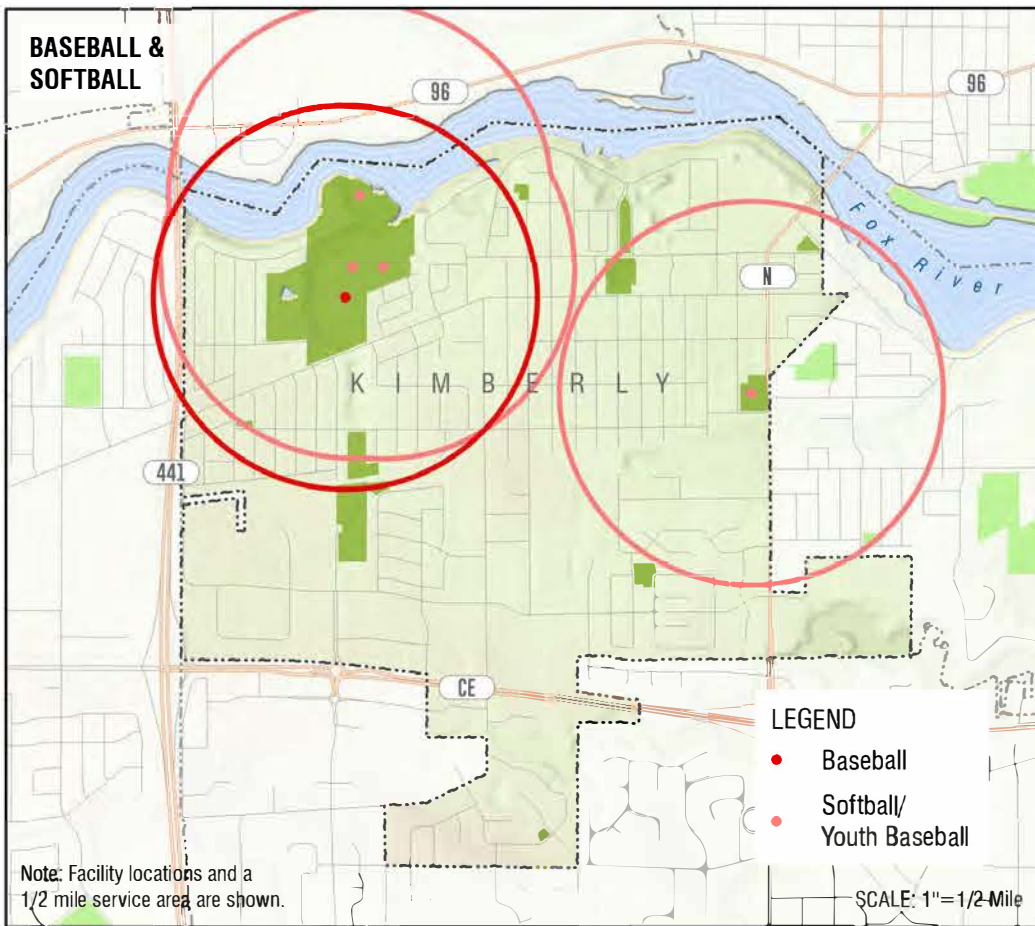 BASEBALL &
SOFTBALL
96
96
Fox River
N
KIMBERLY
441
CE
LEGEND
Baseball
Softball/
Youth Baseball
Note: Facility locations and a
1/2 mile service area are shown.
SCALE: 1"=1/2 Mile